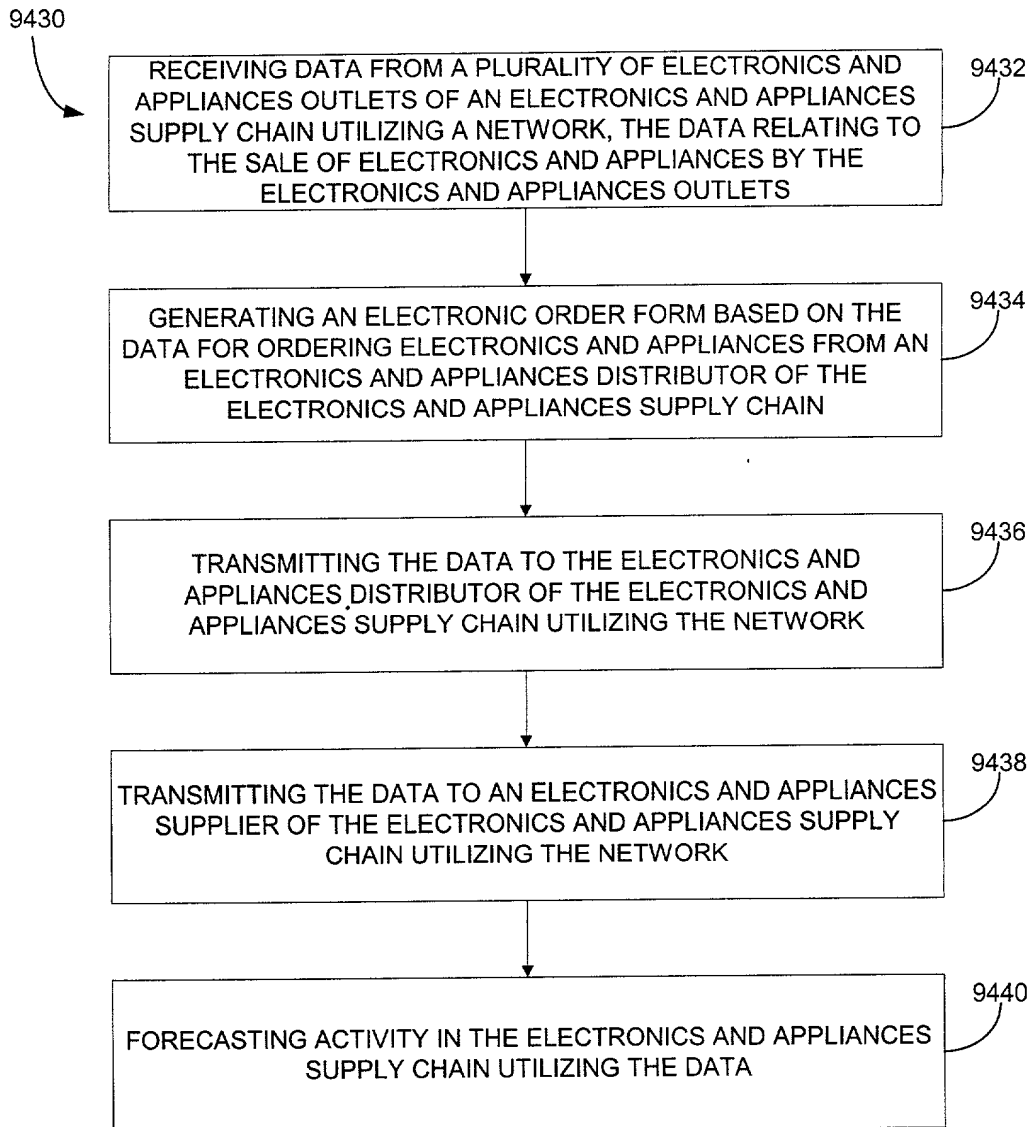 9430
RECEIVING DATA FROM A PLURALITY OF ELECTRONICS AND
APPLIANCES OUTLETS OF AN ELECTRONICS AND APPLIANCES
SUPPLY CHAIN UTILIZING A NETWORK, THE DATA RELATING TO
THE SALE OF ELECTRONICS AND APPLIANCES BY THE
ELECTRONICS AND APPLIANCES OUTLETS
9432
GENERATING AN ELECTRONIC ORDER FORM BASED ON THE
DATA FOR ORDERING ELECTRONICS AND APPLIANCES FROM AN
ELECTRONICS AND APPLIANCES DISTRIBUTOR OF THE
ELECTRONICS AND APPLIANCES SUPPLY CHAIN
9434
TRANSMITTING THE DATA TO THE ELECTRONICS AND
APPLIANCES DISTRIBUTOR OF THE ELECTRONICS AND
APPLIANCES SUPPLY CHAIN UTILIZING THE NETWORK
9436
TRANSMITTING THE DATA TO AN ELECTRONICS AND APPLIANCES
SUPPLIER OF THE ELECTRONICS AND APPLIANCES SUPPLY
CHAIN UTILIZING THE NETWORK
9438
FORECASTING ACTIVITY IN THE ELECTRONICS AND APPLIANCES
SUPPLY CHAIN UTILIZING THE DATA
9440